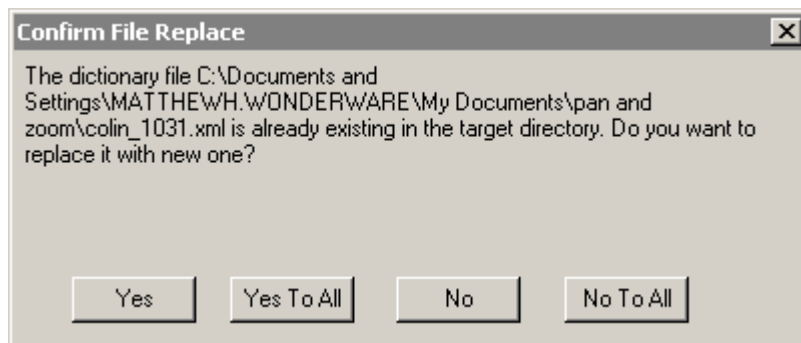 Confirm File Replace
The dictionary file C:\Documents and
Settings\MATTHEWH.WONDERWARE\My Documents\pan and
zoom\colin_1031.xml is already existing in the target directory. Do you want to
replace it with new one?
Yes
Yes To All
No
No To All